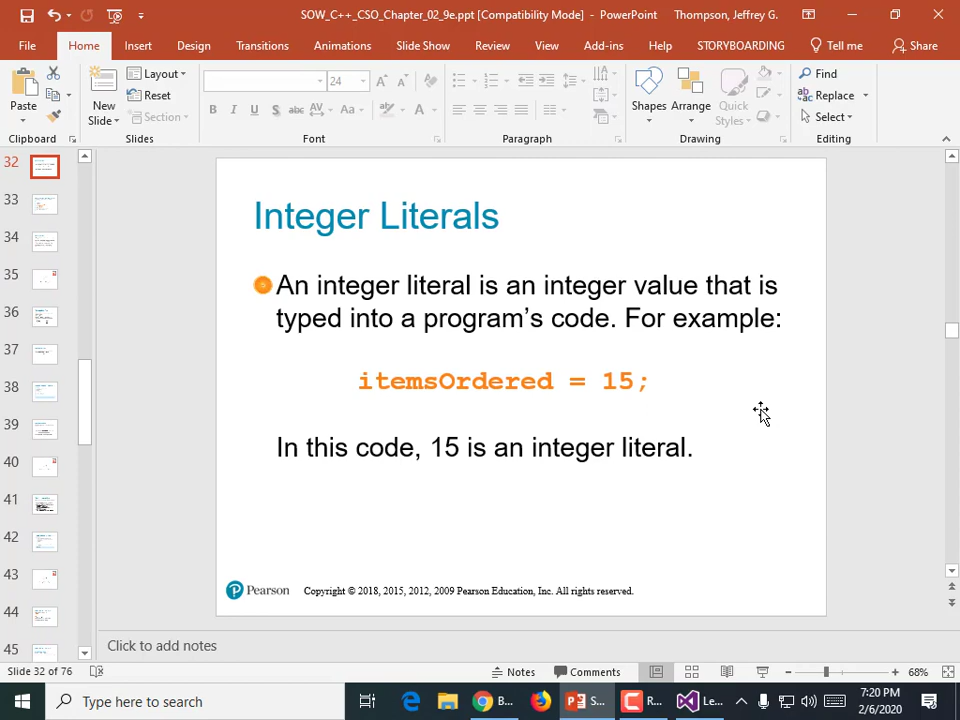 SOW_C++_CSO_Chapter_02_9e.ppt [Compatibility Mode] - PowerPoint
Thompson, Jeffrey G.
File Home Insert Design Transitions Animations Slide Show Review View Add-ins Help STORYBOARDING Tell me Share
Paste
New
Slide
Layout
Reset
Section
24
B I U S abc AV Aa A
Shapes
Arrange
Quick
Styles
Find
Replace
Select
Clipboard Slides Font Paragraph Drawing Editing
32
33
34
35
36
37
38
39
40
41
42
43
44
45
Integer Literals
An integer literal is an integer value that is
typed into a program's code. For example:
itemsOrdered = 15;
In this code, 15 is an integer literal.
Pearson
Copyright © 2018, 2015, 2012, 2009 Pearson Education, Inc. All rights reserved.
Click to add notes
Slide 32 of 76
Notes
Comments
68%
Type here to search
B...
S...
R...
Le...
7:20 PM
2/6/2020